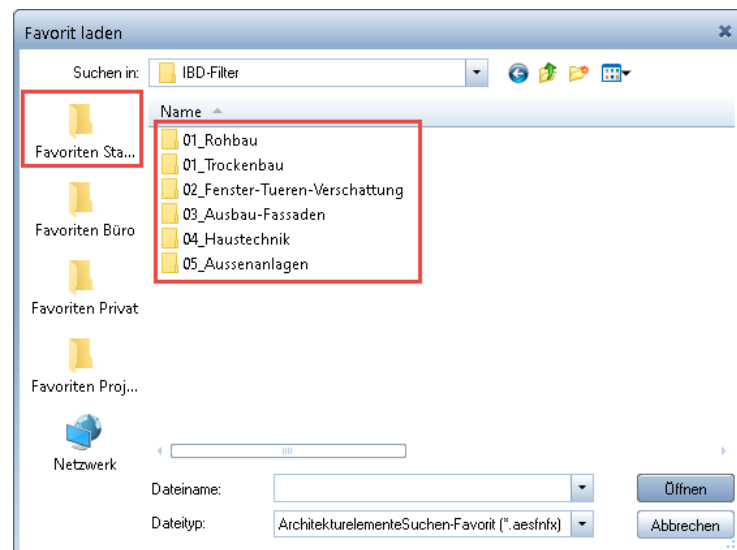 Favorit laden
Suchen in: IBD-Filter
Name
Favoriten Sta...
01_Rohbau
01_Trockenbau
02_Fenster-Tueren-Verschattung
03_Ausbau-Fassaden
04_Haustechnik
05_Aussenanlagen
Favoriten Büro
Favoriten Privat
Favoriten Proj...
Netzwerk
Dateiname:
Öffnen
Dateityp: ArchitekturelementeSuchen-Favorit (*.aesfnfx)
Abbrechen